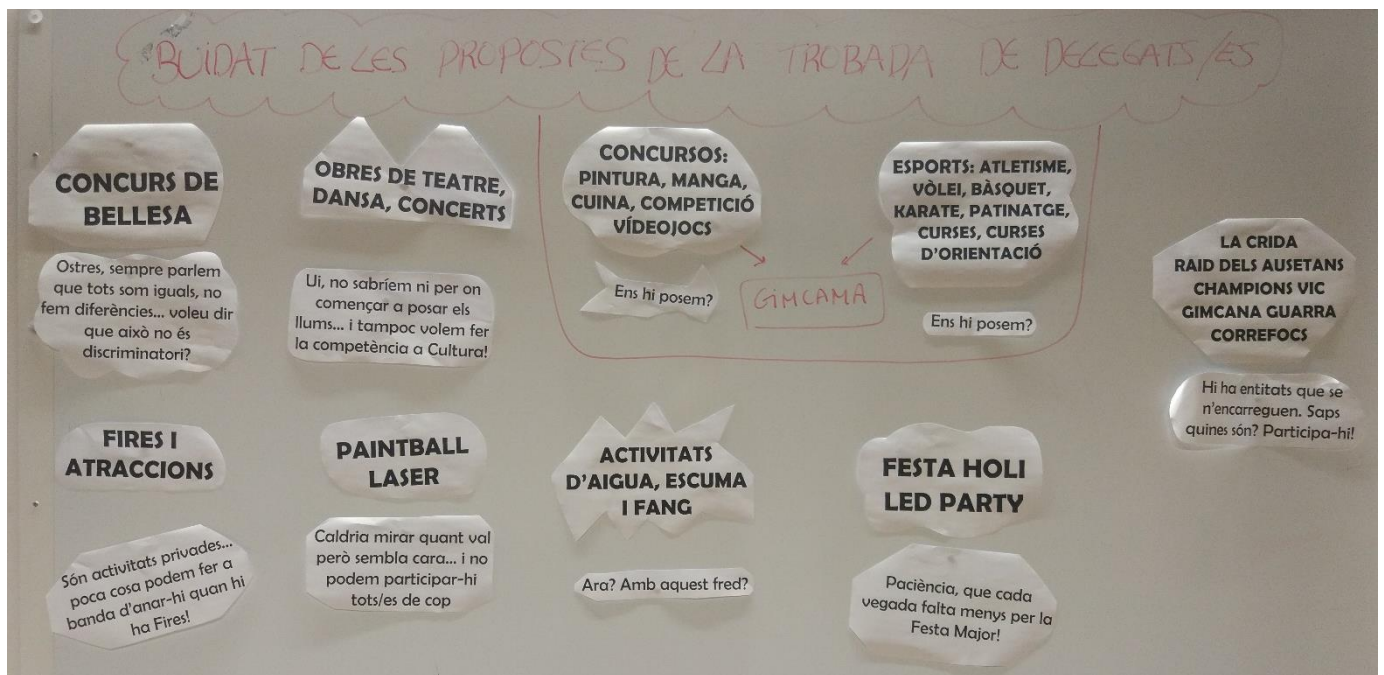 BUIDAT DE LES PROPOSTES DE LA TROBADA DE DELEGATS/ES
CONCURS DE
BELLESA
Ostres, sempre parlem
que tots som iguals, no
fem diferències... voleu dir
que això no és
discriminatori?
OBRES DE TEATRE,
DANSA, CONCERTS
Ui, no sabríem ni per on
començar a posar els
llums... i tampoc volem fer
la competència a Cultura!
CONCURSOS:
PINTURA, MANGA,
CUINA, COMPETICIÓ
VÍDEOJOCS
Ens hi posem?
GIMCAMA
ESPORTS: ATLETISME,
VÒLEI, BÀSQUET,
KARATE, PATINATGE,
CURSES, CURSES
D'ORIENTACIÓ
Ens hi posem?
LA CRIDA
RAID DELS AUSETANS
CHAMPIONS VIC
GIMCANA GUARRA
CORREFOCS
Hi ha entitats que se
n'encarreguen. Saps
quines són? Participa-hi!
FIRES I
ATRACCIONS
Són activitats privades...
poca cosa podem fer a
banda d'anar-hi quan hi
ha Fires!
PAINTBALL
LASER
Caldria mirar quant val
però sembla cara... i no
podem participar-hi
tots/es de cop
ACTIVITATS
D'AIGUA, ESCUMA
I FANG
Ara? Amb aquest fred?
FESTA HOLI
LED PARTY
Paciència, que cada
vegada falta menys per la
Festa Major!